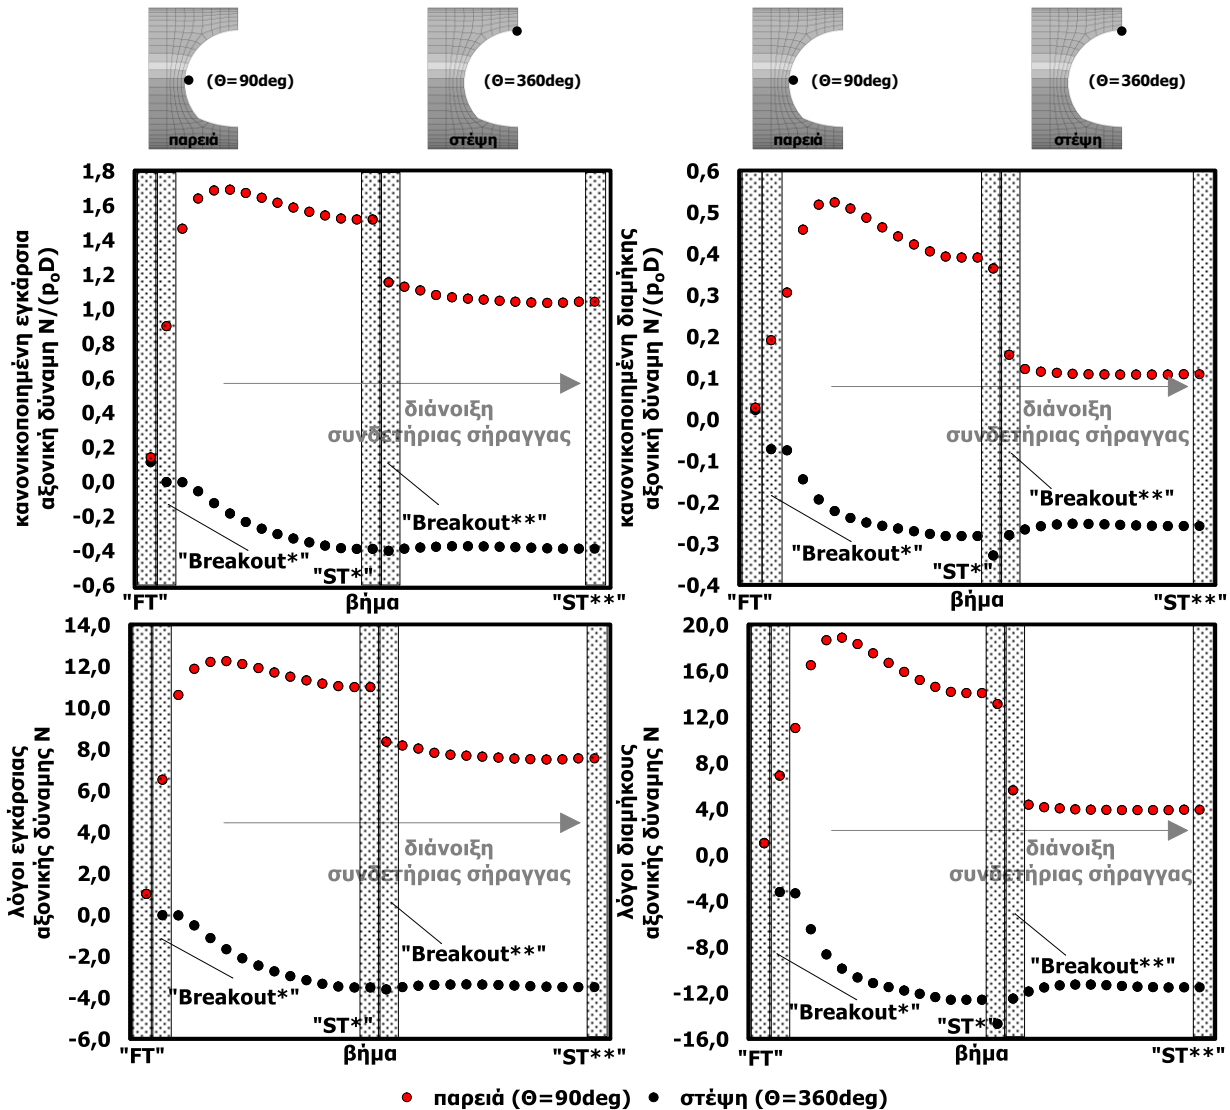 (Θ=90deg)
παρειά
(Θ=360deg)
στέψη
(Θ=90deg)
παρειά
(Θ=360deg)
στέψη
κανονικοποιημένη εγκάρσια
αξονική δύναμη N/(poD)
1,8
1,6
1,4
1,2
1,0
0,8
0,6
0,4
0,2
0,0
-0,2
-0,4
-0,6
διάνοιξη
συνδετήριας σήραγγας
"Breakout**"
"Breakout*"
"ST*"
"FT"
βήμα
"ST**"
κανονικοποιημένη διαμήκης
αξονική δύναμη N/(poD)
0,6
0,5
0,4
0,3
0,2
0,1
0,0
-0,1
-0,2
-0,3
-0,4
διάνοιξη
συνδετήριας σήραγγας
"Breakout**"
"Breakout*"
"ST*"
"FT"
βήμα
"ST**"
λόγοι εγκάρσιας
αξονικής δύναμης N
14,0
12,0
10,0
8,0
6,0
4,0
2,0
0,0
-2,0
-4,0
-6,0
διάνοιξη
συνδετήριας σήραγγας
"Breakout**"
"Breakout*"
"ST*"
"FT"
βήμα
"ST**"
λόγοι διαμήκους
αξονικής δύναμης N
20,0
16,0
12,0
8,0
4,0
0,0
-4,0
-8,0
-12,0
-16,0
διάνοιξη
συνδετήριας σήραγγας
"Breakout**"
"Breakout*"
"ST*"
"FT"
βήμα
"ST**"
παρειά (Θ=90deg) στέψη (Θ=360deg)